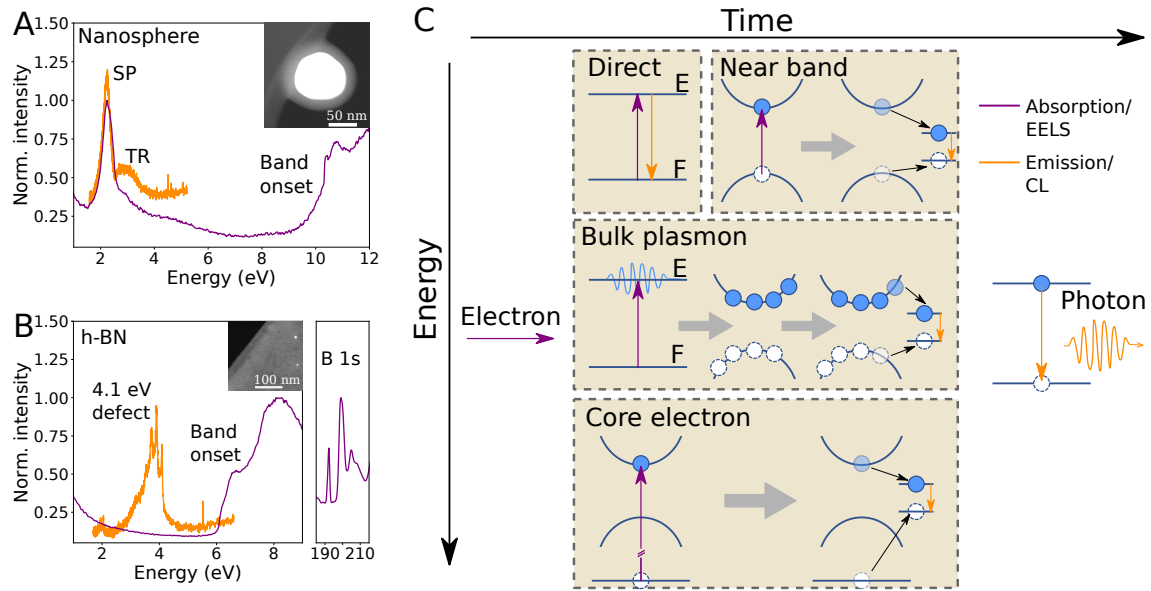 A
Nanosphere
SP
TR
Band
onset
50 nm
1.50
1.25
1.00
0.75
0.50
0.25
Norm. intensity
2
4
6
8
10
12
Energy (eV)
B
h-BN
4.1 eV
defect
Band
onset
100 nm
B 1s
1.50
1.25
1.00
0.75
0.50
0.25
Norm. intensity
2
4
6
8
190
210
Energy (eV)
C
Time
Energy
Electron
Direct
E
F
Near band
Bulk plasmon
E
F
Core electron
Absorption/
EELS
Emission/
CL
Photon